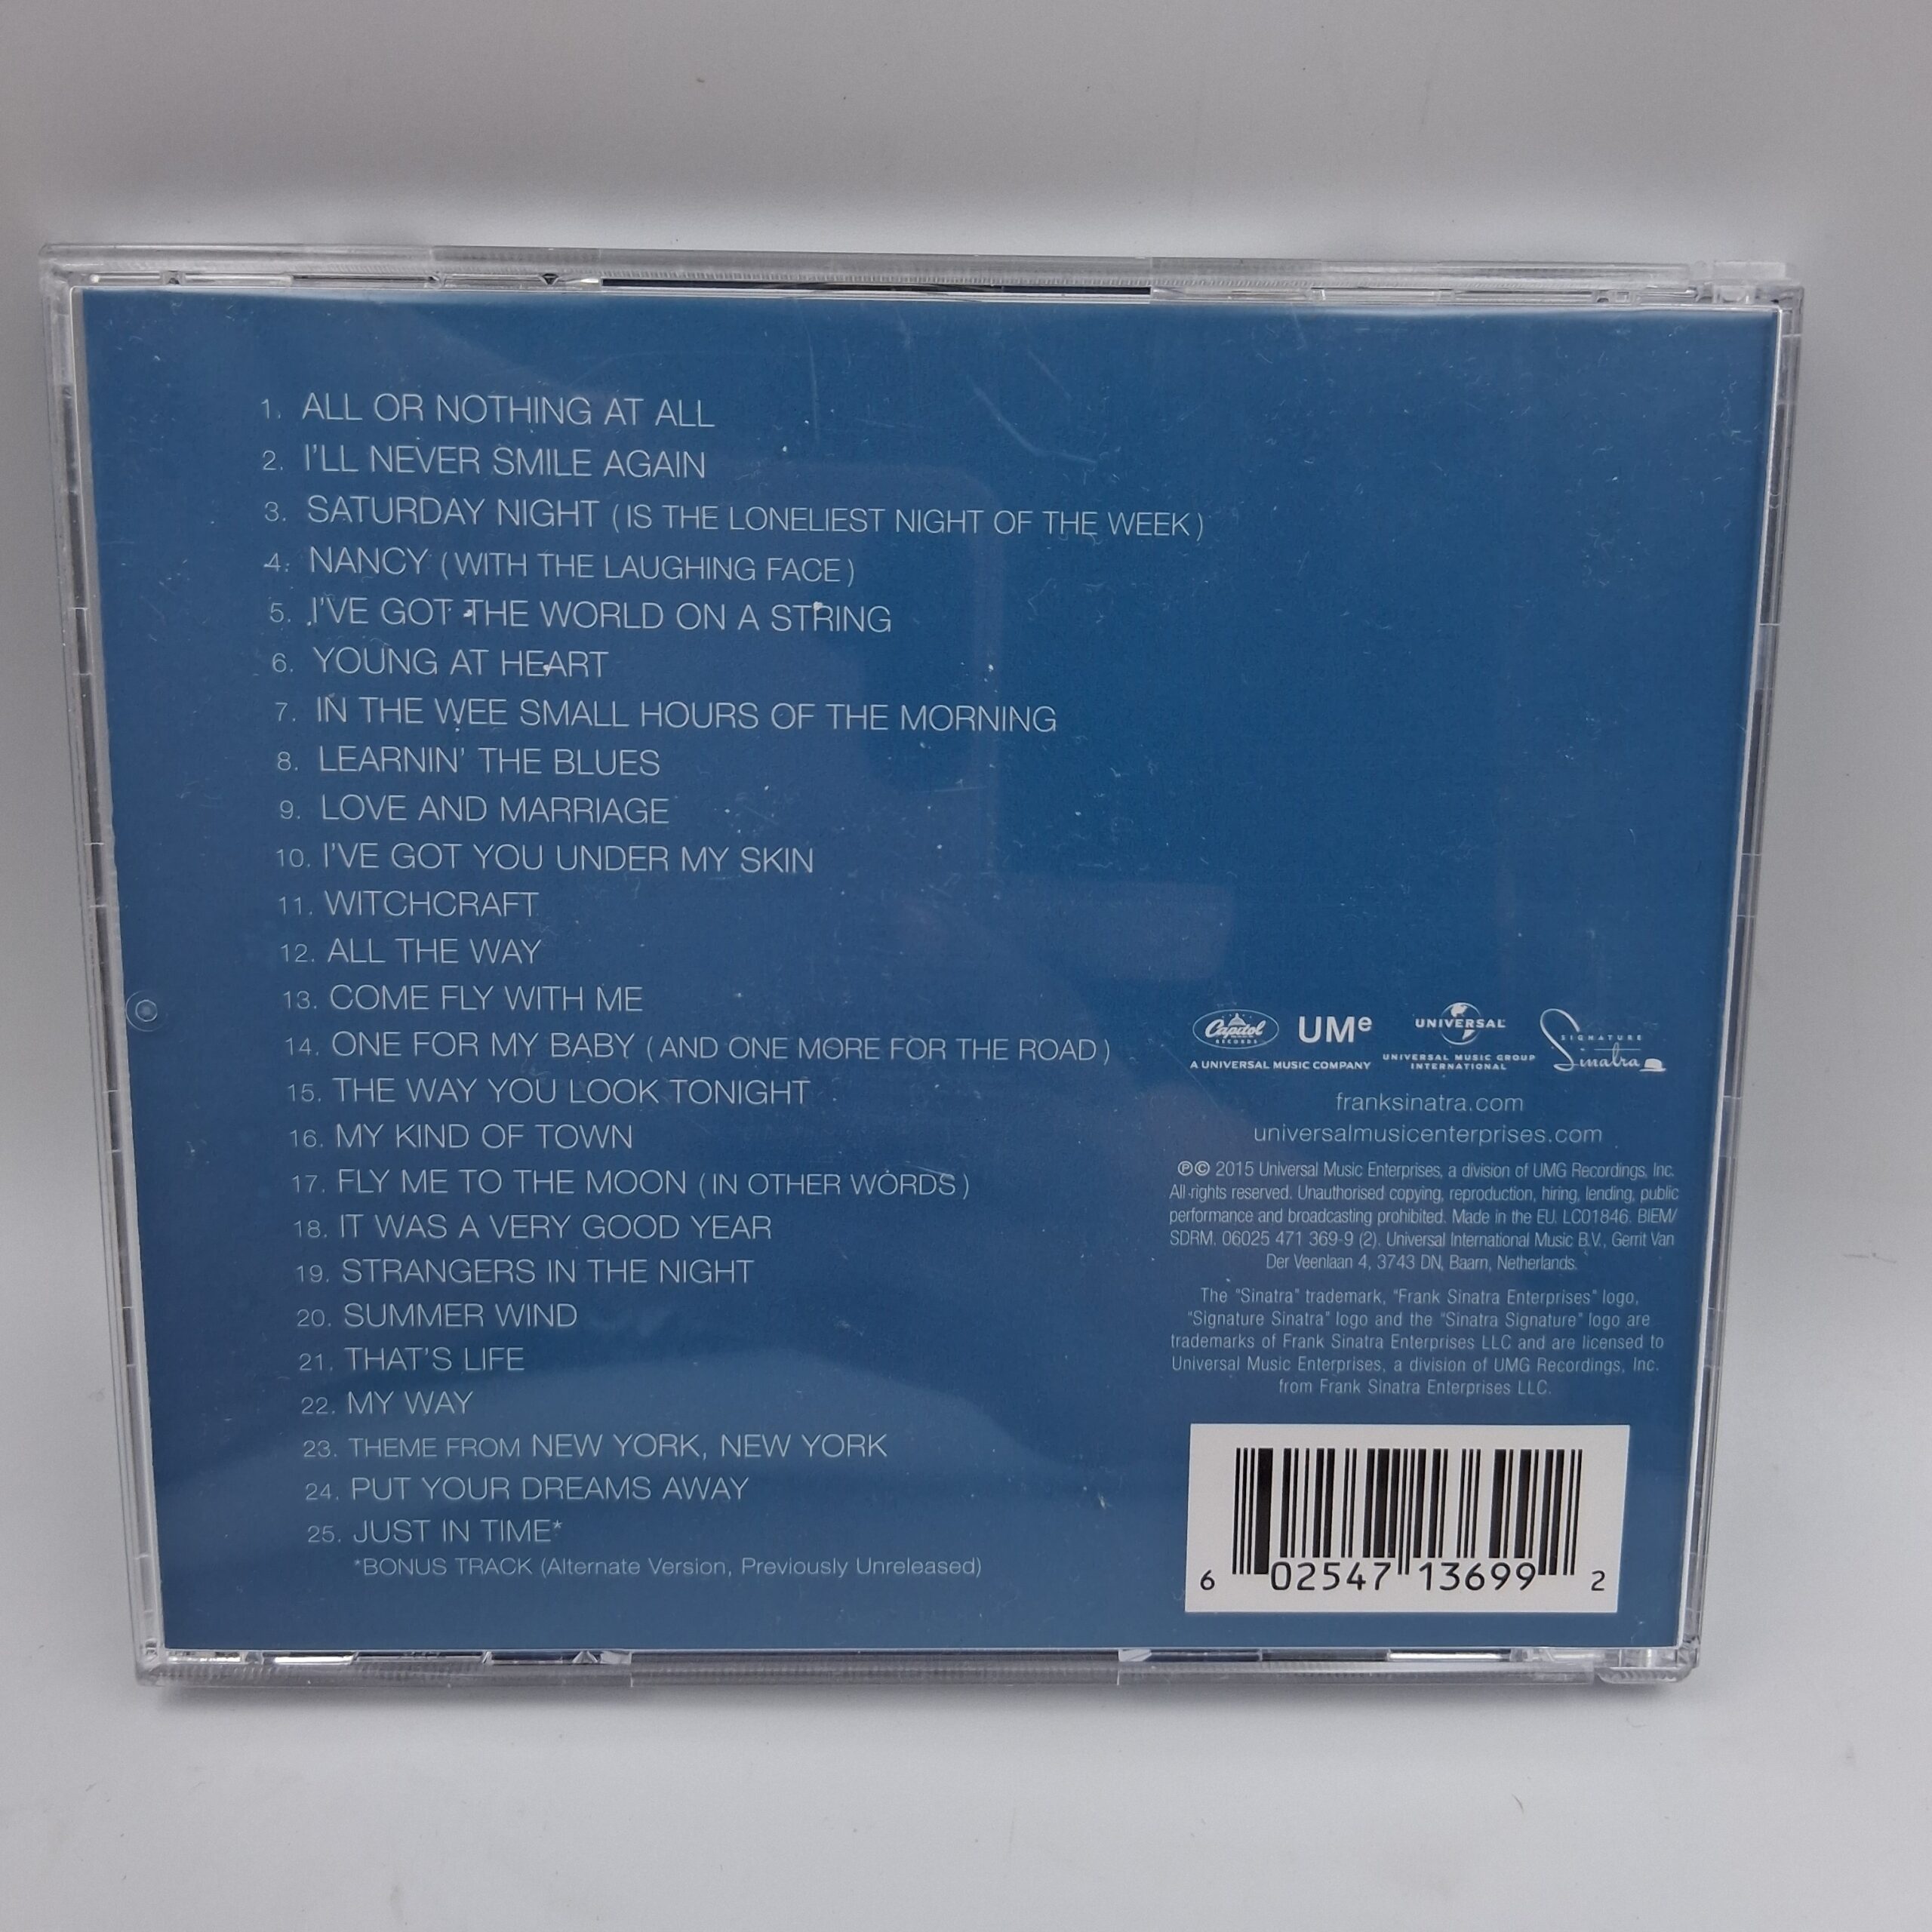 1. ALL OR NOTHING AT ALL
2. I'LL NEVER SMILE AGAIN
3. SATURDAY NIGHT (IS THE LONELIEST NIGHT OF THE WEEK)
4. NANCY (WITH THE LAUGHING FACE)
5. I'VE GOT THE WORLD ON A STRING
6. YOUNG AT HEART
7. IN THE WEE SMALL HOURS OF THE MORNING
8. LEARNIN' THE BLUES
9. LOVE AND MARRIAGE
10. I'VE GOT YOU UNDER MY SKIN
11. WITCHCRAFT
12. ALL THE WAY
13. COME FLY WITH ME
14. ONE FOR MY BABY (AND ONE MORE FOR THE ROAD)
15. THE WAY YOU LOOK TONIGHT
16. MY KIND OF TOWN
17. FLY ME TO THE MOON (IN OTHER WORDS)
18. IT WAS A VERY GOOD YEAR
19. STRANGERS IN THE NIGHT
20. SUMMER WIND
21. THAT'S LIFE
22. MY WAY
23. THEME FROM NEW YORK, NEW YORK
24. PUT YOUR DREAMS AWAY
25. JUST IN TIME*
*BONUS TRACK (Alternate Version, Previously Unreleased)
Capitol
RECORDS
UMe
A UNIVERSAL MUSIC COMPANY
UNIVERSAL
UNIVERSAL MUSIC GROUP
INTERNATIONAL
SIGNATURE
Sinatra
franksinatra.com
universalmusicenterprises.com
℗© 2015 Universal Music Enterprises, a division of UMG Recordings, Inc.
All rights reserved. Unauthorised copying, reproduction, hiring, lending, public
performance and broadcasting prohibited. Made in the EU. LC01846. BIEM/
SDRM. 06025 471 369-9 (2). Universal International Music B.V., Gerrit Van
Der Veenlaan 4, 3743 DN, Baarn, Netherlands.
The "Sinatra" trademark, "Frank Sinatra Enterprises" logo,
"Signature Sinatra" logo and the "Sinatra Signature" logo are
trademarks of Frank Sinatra Enterprises LLC and are licensed to
Universal Music Enterprises, a division of UMG Recordings, Inc.
from Frank Sinatra Enterprises LLC.
6 02547 13699 2